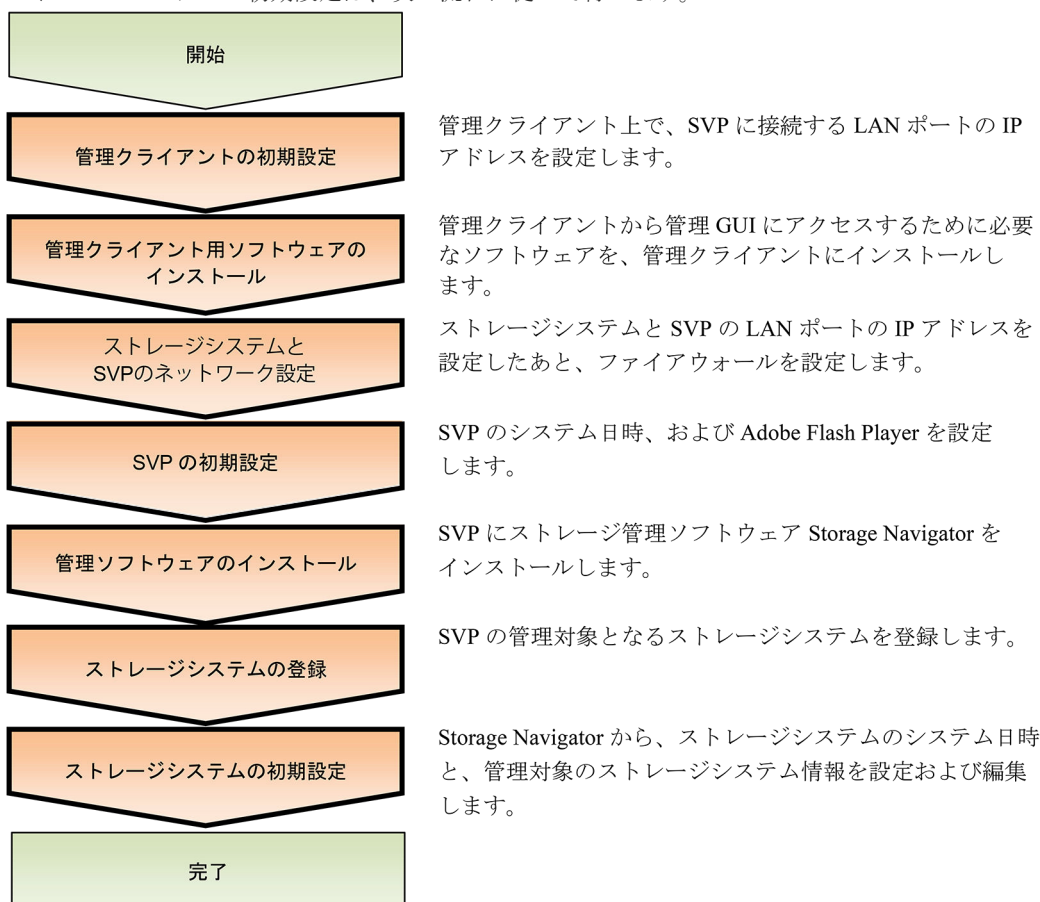 開始
管理クライアントの初期設定
管理クライアント上で、SVP に接続する LAN ポートの IP
アドレスを設定します。
管理クライアント用ソフトウェアの
インストール
管理クライアントから管理 GUI にアクセスするために必要
なソフトウェアを、管理クライアントにインストールし
ます。
ストレージシステムと
SVPのネットワーク設定
ストレージシステムと SVP の LAN ポートの IP アドレスを
設定したあと、ファイアウォールを設定します。
SVP の初期設定
SVP のシステム日時、および Adobe Flash Player を設定
します。
管理ソフトウェアのインストール
SVP にストレージ管理ソフトウェア Storage Navigator を
インストールします。
ストレージシステムの登録
SVP の管理対象となるストレージシステムを登録します。
ストレージシステムの初期設定
Storage Navigator から、ストレージシステムのシステム日時
と、管理対象のストレージシステム情報を設定および編集
します。
完了